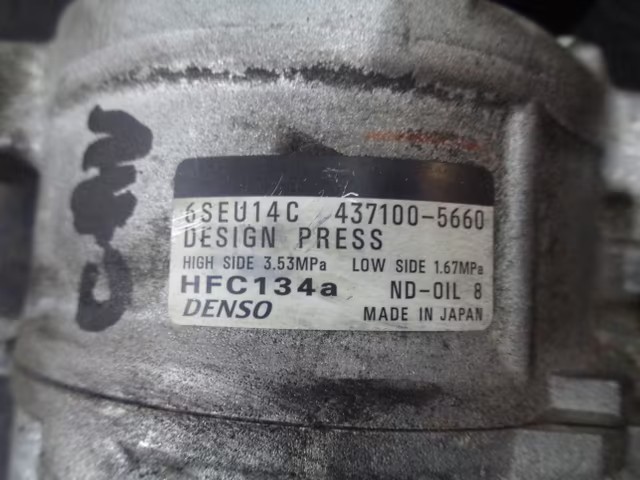 6SEU14C 437100-5660
DESIGN PRESS
HIGH SIDE 3.53MPa LOW SIDE 1.67MPa
HFC134a ND-OIL 8
DENSO MADE IN JAPAN